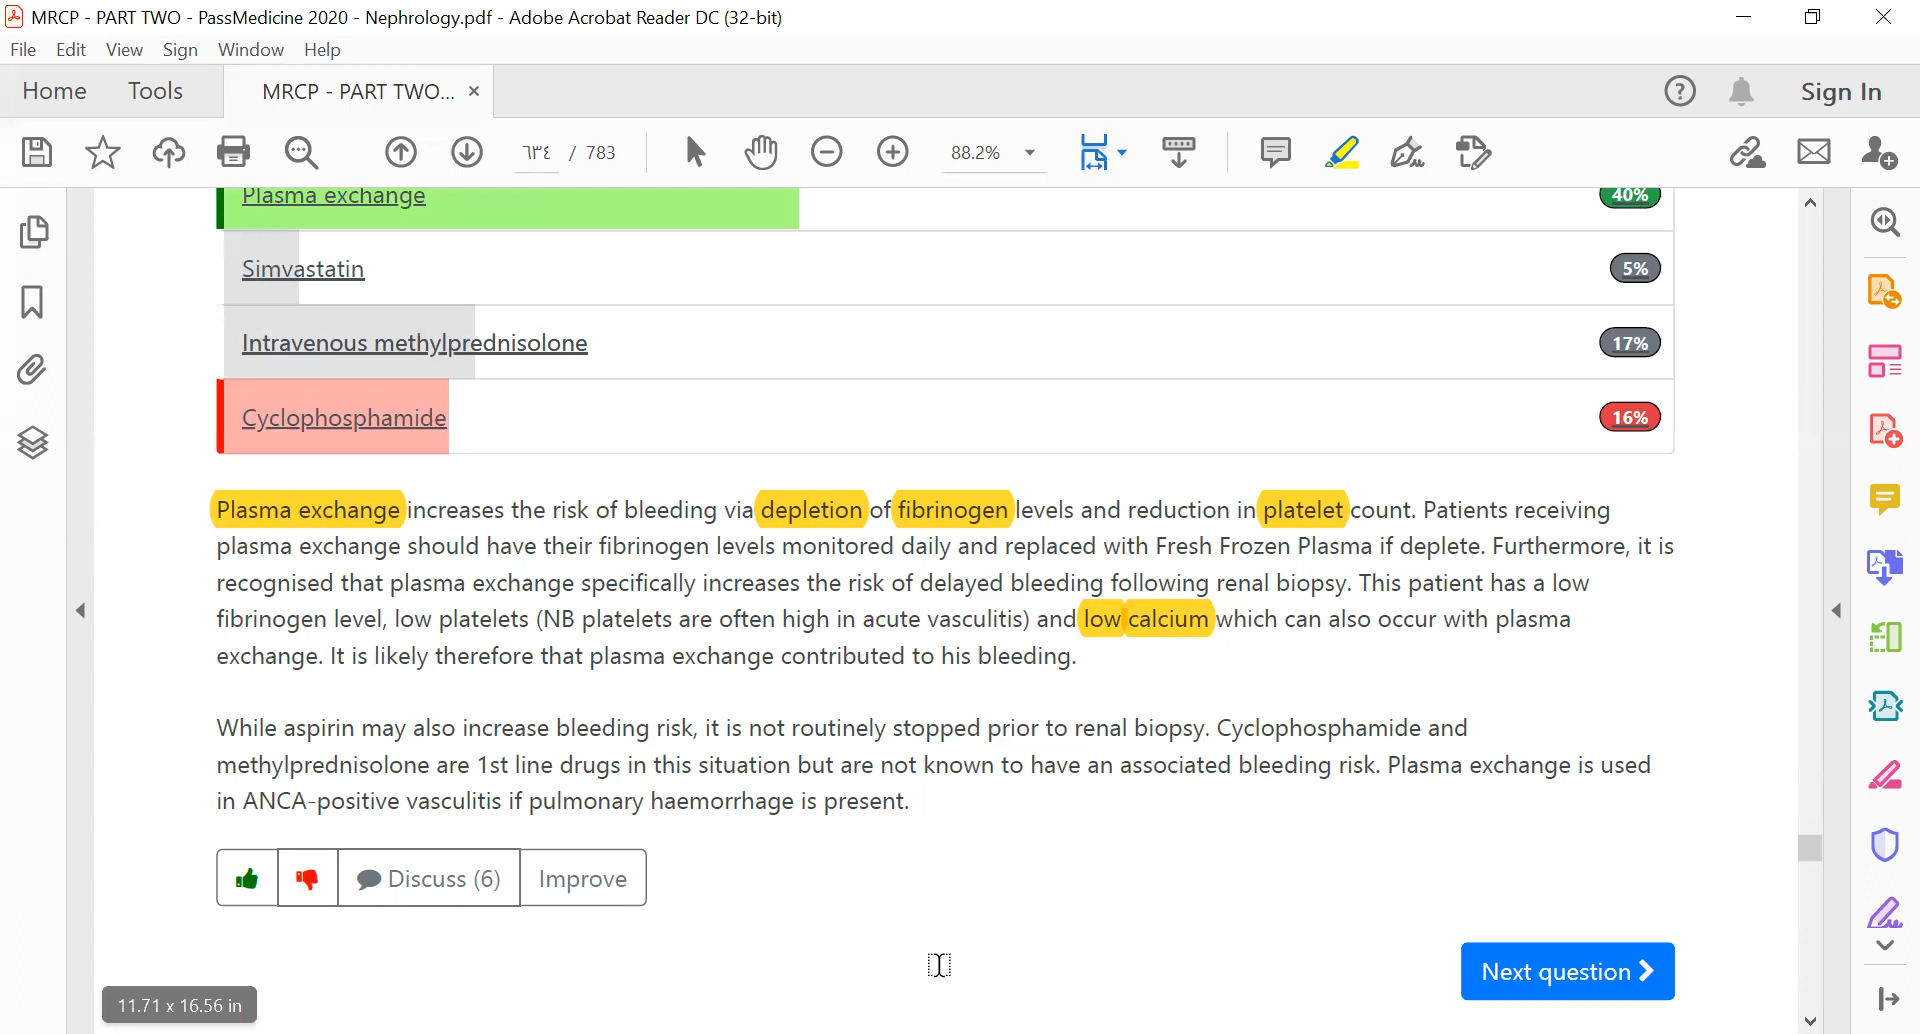 MRCP - PART TWO - PassMedicine 2020 - Nephrology.pdf - Adobe Acrobat Reader DC (32-bit)
File Edit View Sign Window Help
Home Tools MRCP - PART TWO... × Sign In
٦٣٤ / 783 88.2%
Plasma exchange 40%
Simvastatin 5%
Intravenous methylprednisolone 17%
Cyclophosphamide 16%
Plasma exchange increases the risk of bleeding via depletion of fibrinogen levels and reduction in platelet count. Patients receiving
plasma exchange should have their fibrinogen levels monitored daily and replaced with Fresh Frozen Plasma if deplete. Furthermore, it is
recognised that plasma exchange specifically increases the risk of delayed bleeding following renal biopsy. This patient has a low
fibrinogen level, low platelets (NB platelets are often high in acute vasculitis) and low calcium which can also occur with plasma
exchange. It is likely therefore that plasma exchange contributed to his bleeding.
While aspirin may also increase bleeding risk, it is not routinely stopped prior to renal biopsy. Cyclophosphamide and
methylprednisolone are 1st line drugs in this situation but are not known to have an associated bleeding risk. Plasma exchange is used
in ANCA-positive vasculitis if pulmonary haemorrhage is present.
Discuss (6) Improve
Next question
11.71 x 16.56 in